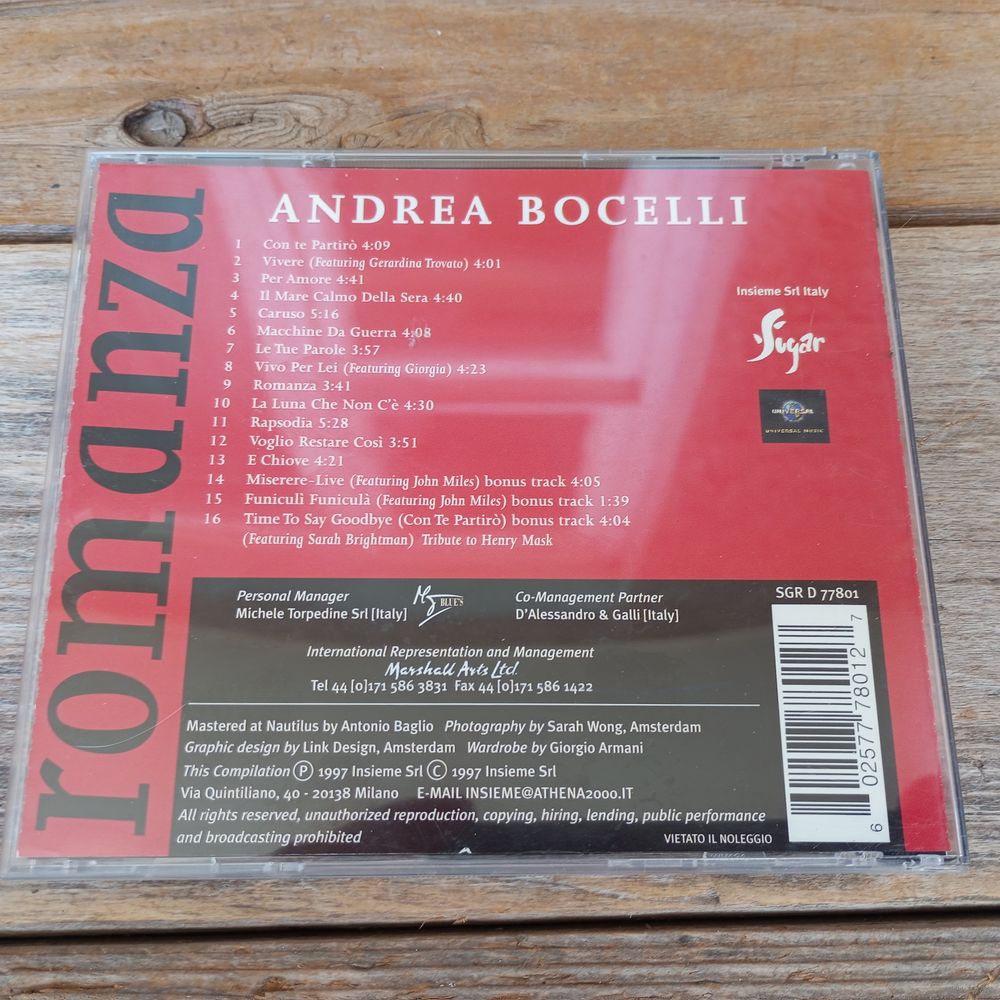 romanza
ANDREA BOCELLI
1 Con te Partirò 4:09
2 Vivere (Featuring Gerardina Trovato) 4:01
3 Per Amore 4:41
4 Il Mare Calmo Della Sera 4:40
5 Caruso 5:16
6 Macchine Da Guerra 4:08
7 Le Tue Parole 3:57
8 Vivo Per Lei (Featuring Giorgia) 4:23
9 Romanza 3:41
10 La Luna Che Non C'è 4:30
11 Rapsodia 5:28
12 Voglio Restare Così 3:51
13 E Chiove 4:21
14 Miserere-Live (Featuring John Miles) bonus track 4:05
15 Funiculì Funiculà (Featuring John Miles) bonus track 1:39
16 Time To Say Goodbye (Con Te Partirò) bonus track 4:04
(Featuring Sarah Brightman) Tribute to Henry Mask
Insieme Srl Italy
Sugar
UNIVERSAL
UNIVERSAL MUSIC
Personal Manager
Michele Torpedine Srl [Italy]
BLUE'S
Co-Management Partner
D'Alessandro & Galli [Italy]
International Representation and Management
Marshall Arts Ltd.
Tel 44 [0]171 586 3831 Fax 44 [0]171 586 1422
Mastered at Nautilus by Antonio Baglio Photography by Sarah Wong, Amsterdam
Graphic design by Link Design, Amsterdam Wardrobe by Giorgio Armani
This Compilation Ⓟ 1997 Insieme Srl Ⓒ 1997 Insieme Srl
Via Quintiliano, 40 - 20138 Milano E-MAIL INSIEME@ATHENA2000.IT
All rights reserved, unauthorized reproduction, copying, hiring, lending, public performance
and broadcasting prohibited
VIETATO IL NOLEGGIO
SGR D 77801
6 02577 78012 7